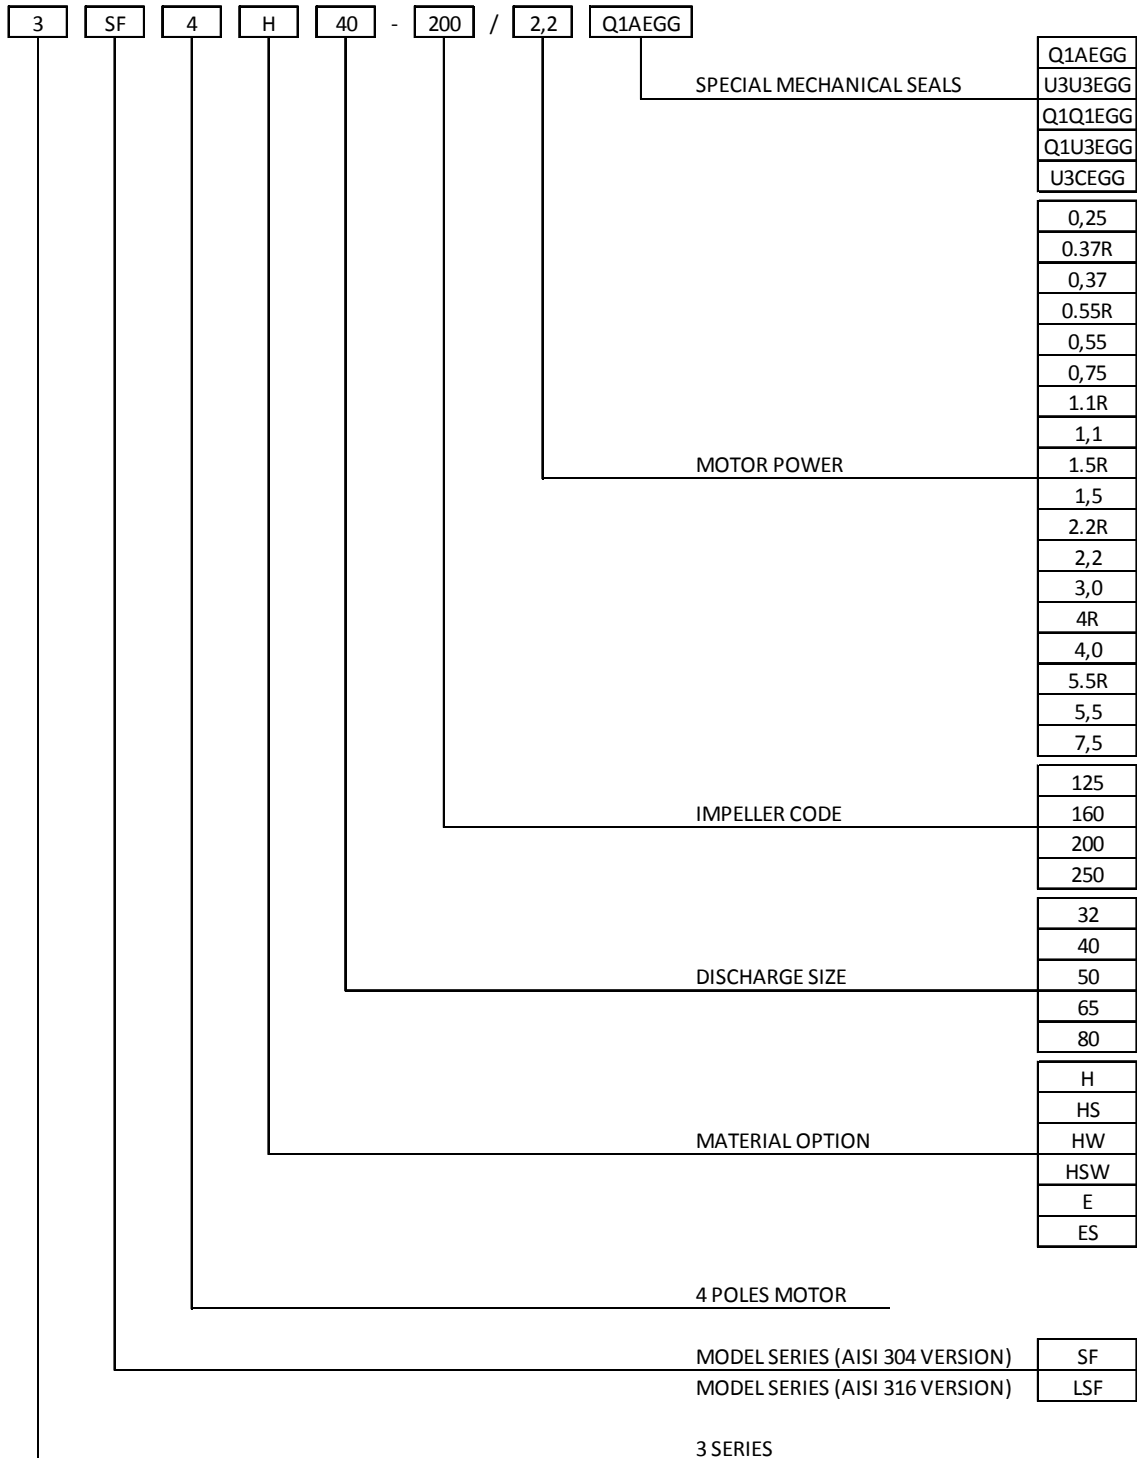 3 SF 4 H 40 - 200 / 2,2 Q1AEGG
Q1AEGG
SPECIAL MECHANICAL SEALS U3U3EGG
Q1Q1EGG
Q1U3EGG
U3CEGG
0,25
0.37R
0,37
0.55R
0,55
0,75
1.1R
1,1
MOTOR POWER 1.5R
1,5
2.2R
2,2
3,0
4R
4,0
5.5R
5,5
7,5
125
IMPELLER CODE 160
200
250
32
40
DISCHARGE SIZE 50
65
80
H
HS
MATERIAL OPTION HW
HSW
E
ES
4 POLES MOTOR
MODEL SERIES (AISI 304 VERSION) SF
MODEL SERIES (AISI 316 VERSION) LSF
3 SERIES